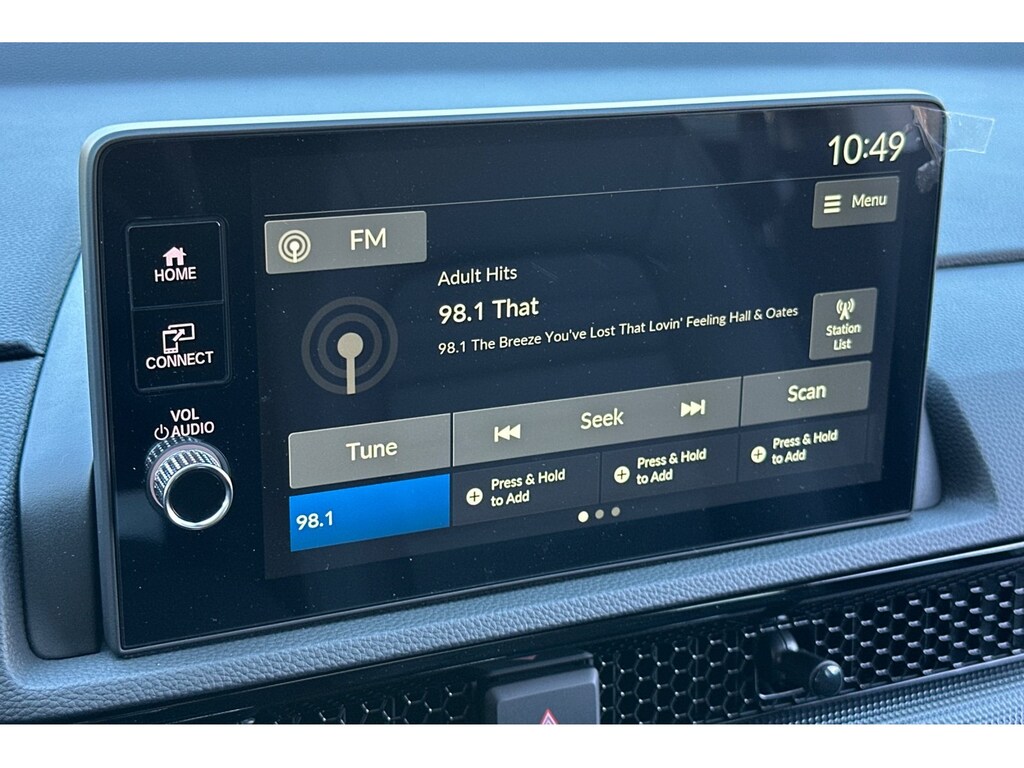 10:49
Menu
FM
HOME
Adult Hits
98.1 That
98.1 The Breeze You've Lost That Lovin' Feeling Hall & Oates
Station
List
CONNECT
VOL
AUDIO
Tune
Seek
Scan
98.1
Press & Hold
to Add
Press & Hold
to Add
Press & Hold
to Add